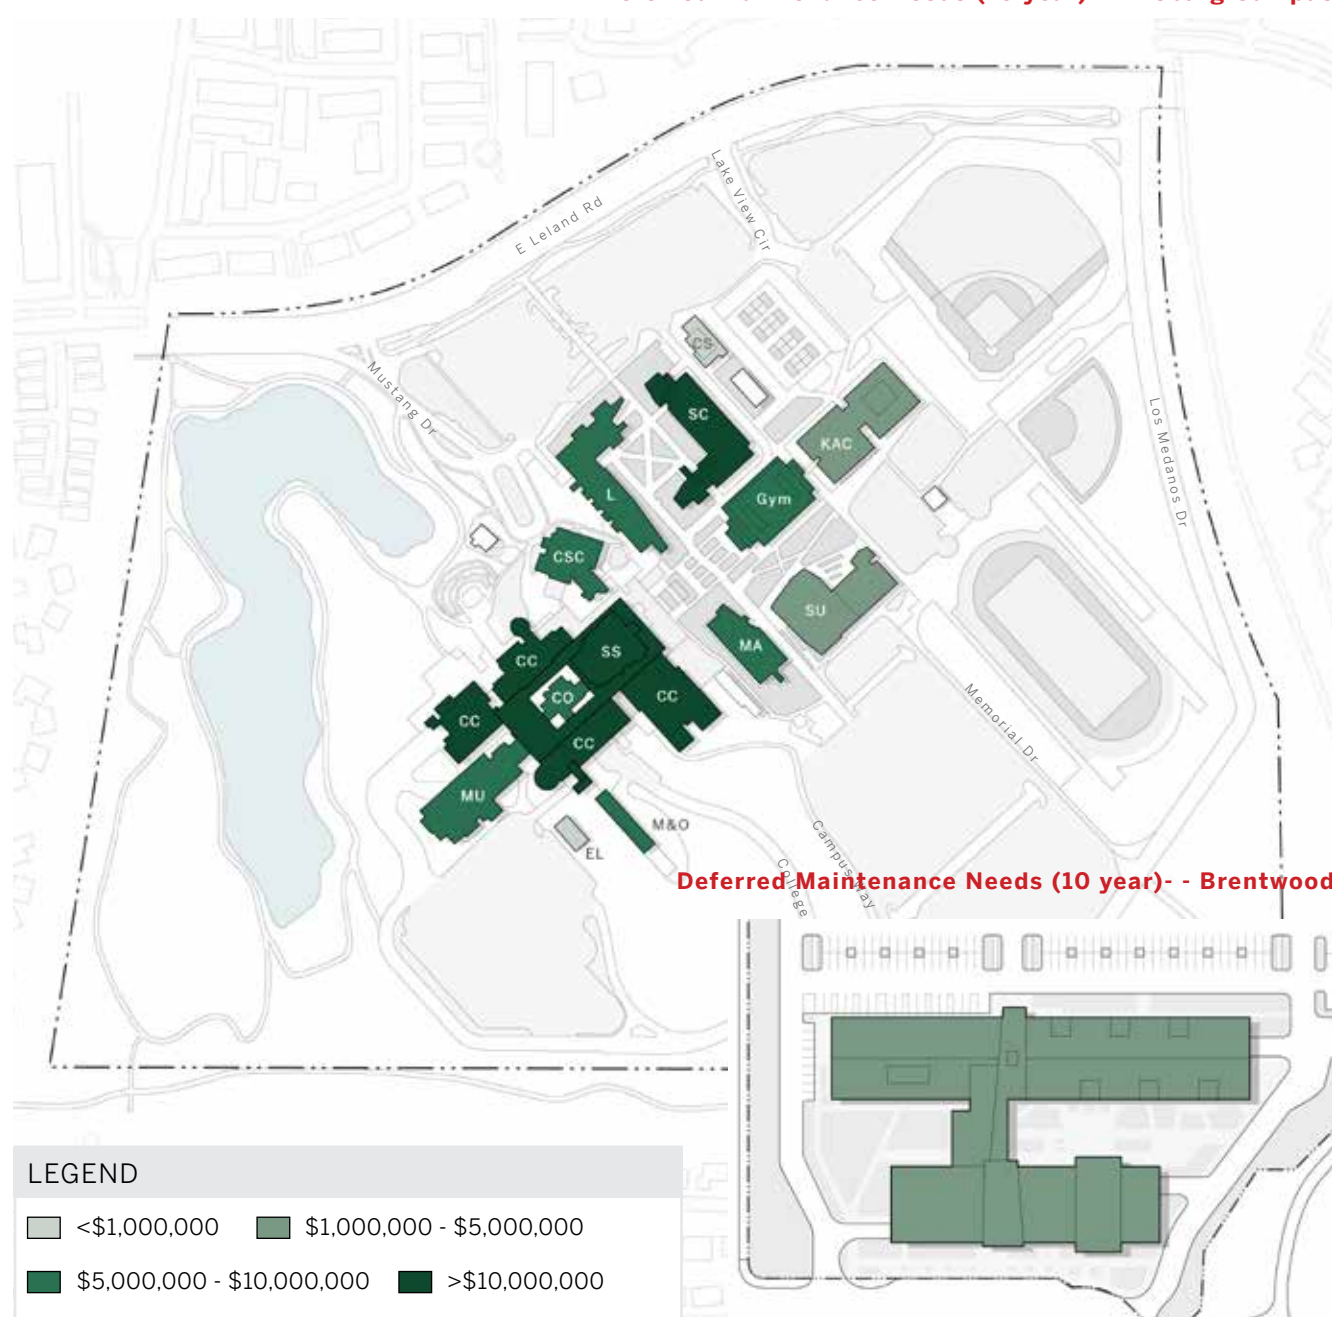 E Leland Rd
Lake View Cir
Mustang Dr
CS
SC
KAC
L
Gym
Los Medanos Dr
CSC
SU
MA
CC
SS
CO
CC
CC
CC
Memorial Dr
MU
M&O
EL
Campus Way
College
Deferred Maintenance Needs (10 year)- - Brentwood
LEGEND
<$1,000,000
$1,000,000 - $5,000,000
$5,000,000 - $10,000,000
>$10,000,000